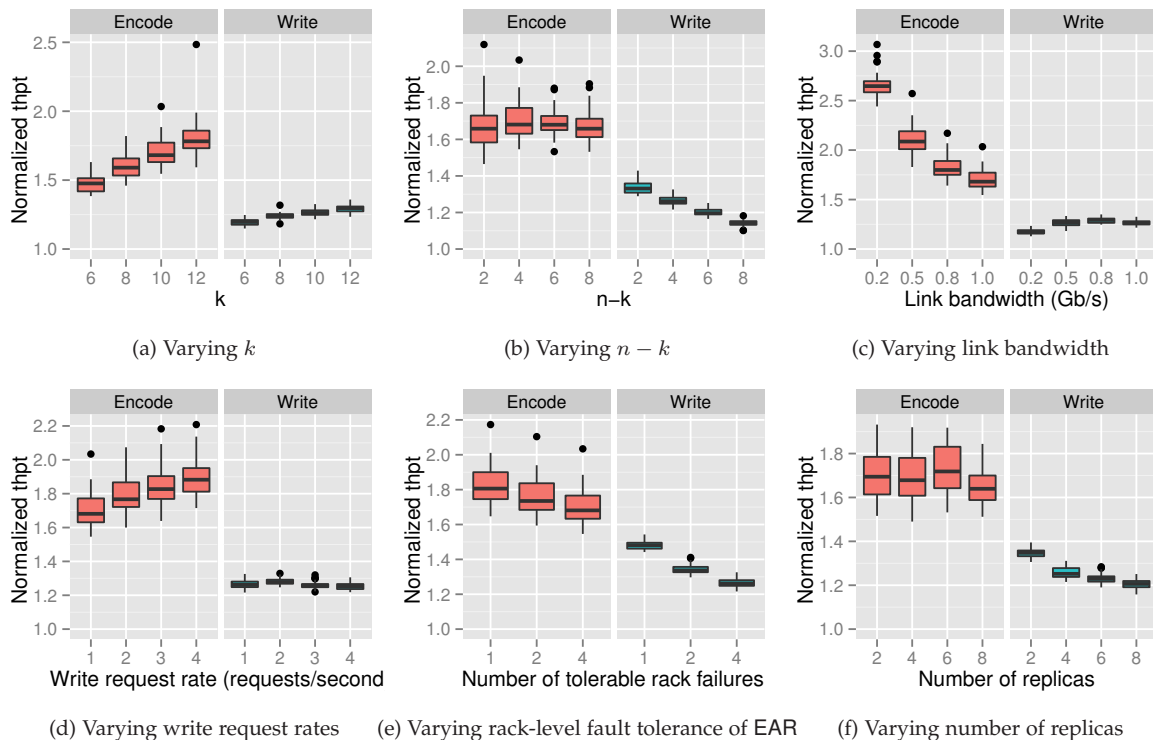 Encode Write
Normalized thpt
2.5
2.0
1.5
1.0
6 8 10 12 6 8 10 12
k
(a) Varying k
Encode Write
Normalized thpt
2.0
1.8
1.6
1.4
1.2
1.0
2 4 6 8 2 4 6 8
n−k
(b) Varying n − k
Encode Write
Normalized thpt
3.0
2.5
2.0
1.5
1.0
0.2 0.5 0.8 1.0 0.2 0.5 0.8 1.0
Link bandwidth (Gb/s)
(c) Varying link bandwidth
Encode Write
Normalized thpt
2.2
2.0
1.8
1.6
1.4
1.2
1.0
1 2 3 4 1 2 3 4
Write request rate (requests/second
(d) Varying write request rates
Encode Write
Normalized thpt
2.2
2.0
1.8
1.6
1.4
1.2
1.0
1 2 4 1 2 4
Number of tolerable rack failures
(e) Varying rack-level fault tolerance of EAR
Encode Write
Normalized thpt
1.8
1.6
1.4
1.2
1.0
2 4 6 8 2 4 6 8
Number of replicas
(f) Varying number of replicas